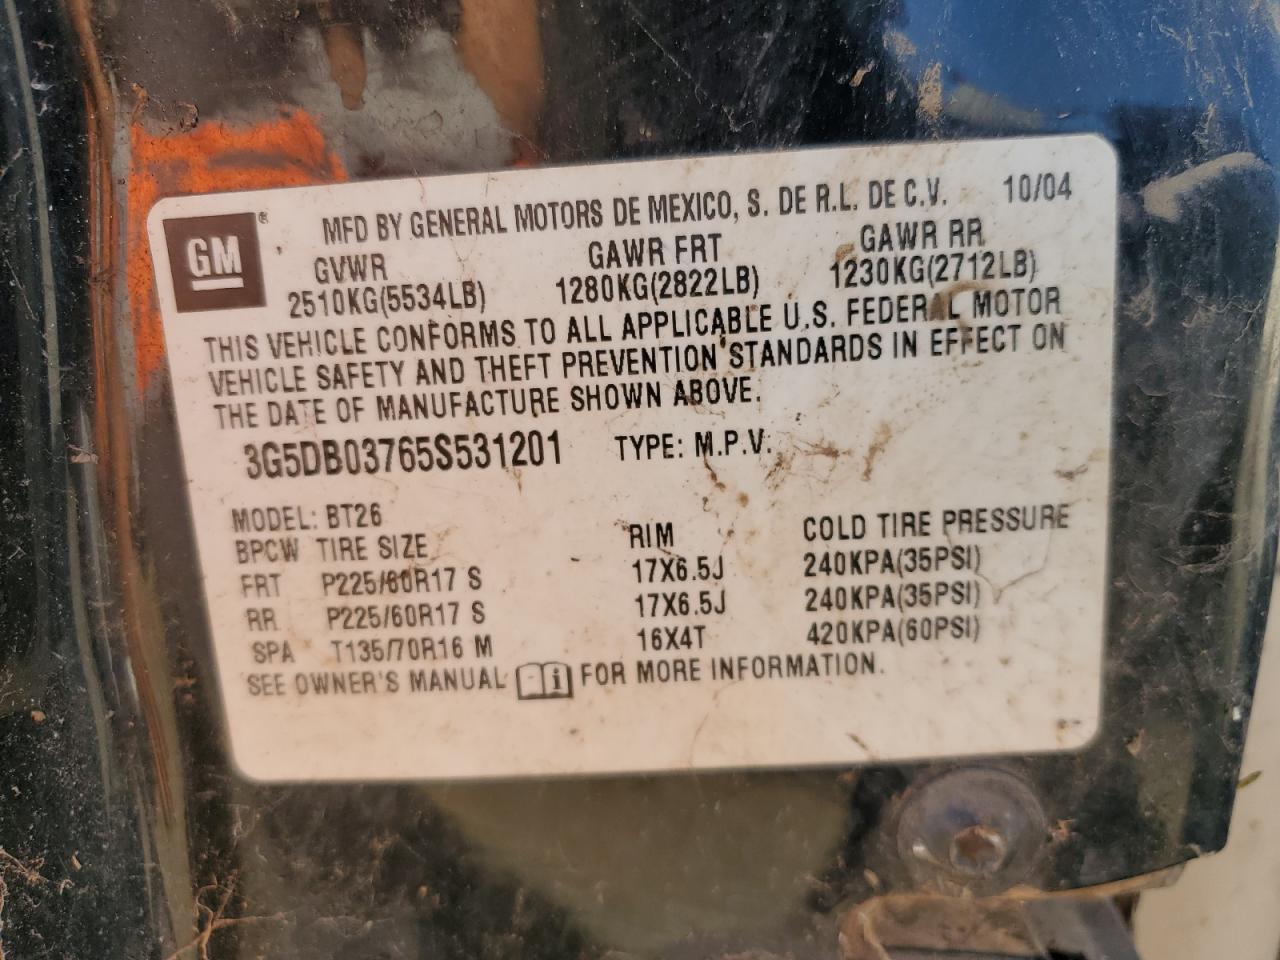 GM ® MFD BY GENERAL MOTORS DE MEXICO, S. DE R.L. DE C.V. 10/04
GVWR GAWR FRT GAWR RR
2510KG(5534LB) 1280KG(2822LB) 1230KG(2712LB)
THIS VEHICLE CONFORMS TO ALL APPLICABLE U.S. FEDERAL MOTOR
VEHICLE SAFETY AND THEFT PREVENTION STANDARDS IN EFFECT ON
THE DATE OF MANUFACTURE SHOWN ABOVE.
3G5DB03765S531201 TYPE: M.P.V.
MODEL: BT26
BPCW TIRE SIZE RIM COLD TIRE PRESSURE
FRT P225/60R17 S 17X6.5J 240KPA(35PSI)
RR P225/60R17 S 17X6.5J 240KPA(35PSI)
SPA T135/70R16 M 16X4T 420KPA(60PSI)
SEE OWNER'S MANUAL i FOR MORE INFORMATION.